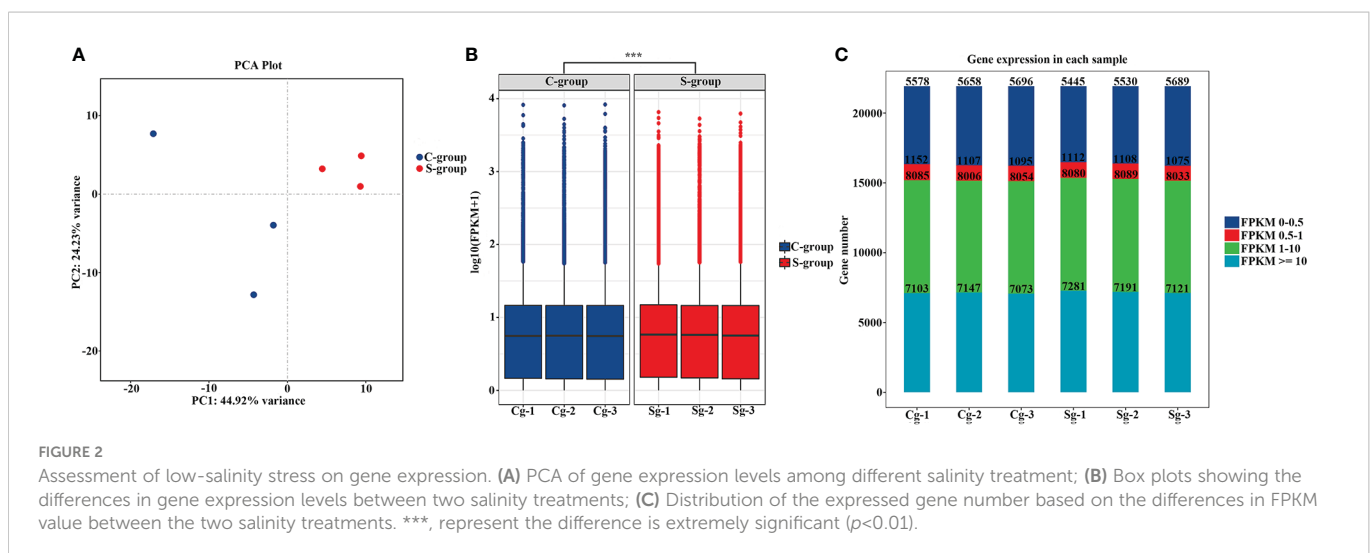 A
PCA Plot
10
0
-10
-20
PC2: 24.23% variance
-20
-10
0
10
PC1: 44.92% variance
C-group
S-group
B
***
C-group
S-group
4
3
2
1
0
log10(FPKM+1)
Cg-1
Cg-2
Cg-3
Sg-1
Sg-2
Sg-3
C-group
S-group
C
Gene expression in each sample
5578 5658 5696 5445 5530 5689
1152 1107 1095 1112 1108 1075
8085 8006 8054 8080 8089 8033
7103 7147 7073 7281 7191 7121
20000
15000
10000
5000
0
Gene number
Cg-1
Cg-2
Cg-3
Sg-1
Sg-2
Sg-3
FPKM 0-0.5
FPKM 0.5-1
FPKM 1-10
FPKM >= 10
FIGURE 2
Assessment of low-salinity stress on gene expression. (A) PCA of gene expression levels among different salinity treatment; (B) Box plots showing the
differences in gene expression levels between two salinity treatments; (C) Distribution of the expressed gene number based on the differences in FPKM
value between the two salinity treatments. ***, represent the difference is extremely significant (p<0.01).